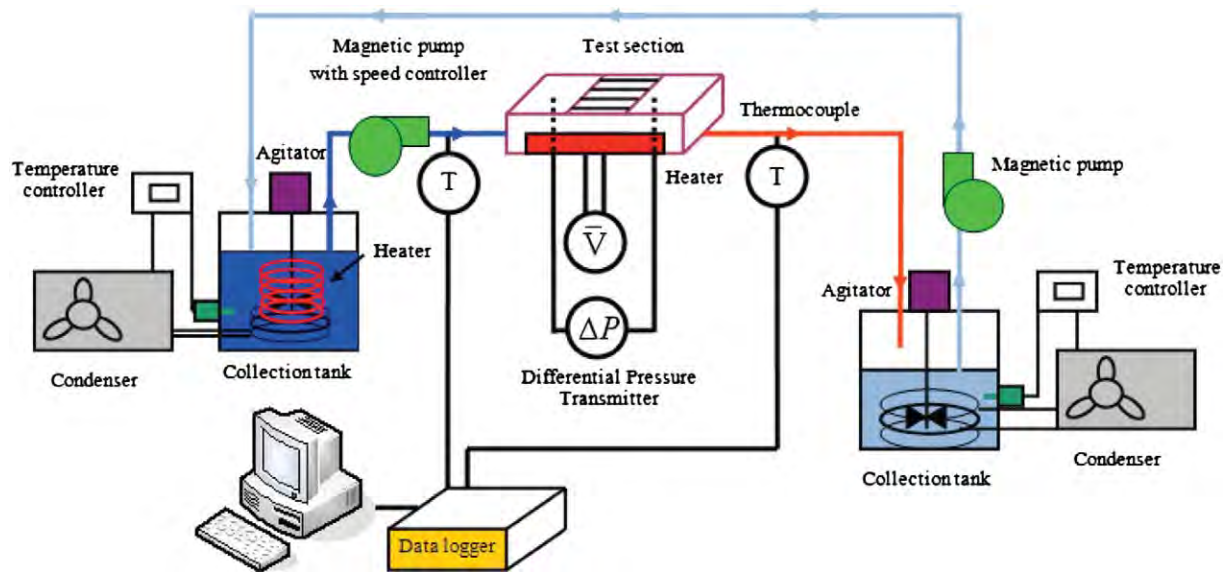 Magnetic pump
with speed controller
Test section
Thermocouple
Agitator
Temperature
controller
T
Heater
T
Magnetic pump
V̅
Heater
Agitator
Temperature
controller
ΔP
Condenser
Collection tank
Differential Pressure
Transmitter
Collection tank
Condenser
Data logger